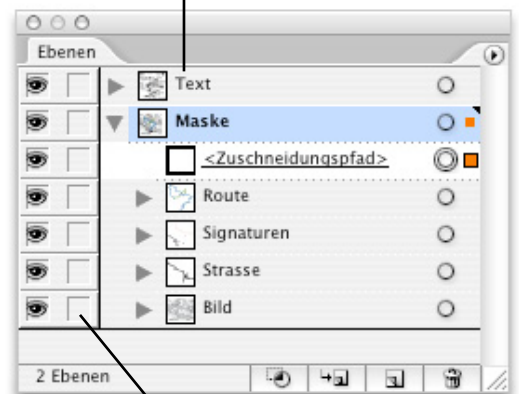 Ebenen
Text
Maske
<Zuschneidungspfad>
Route
Signaturen
Strasse
Bild
2 Ebenen